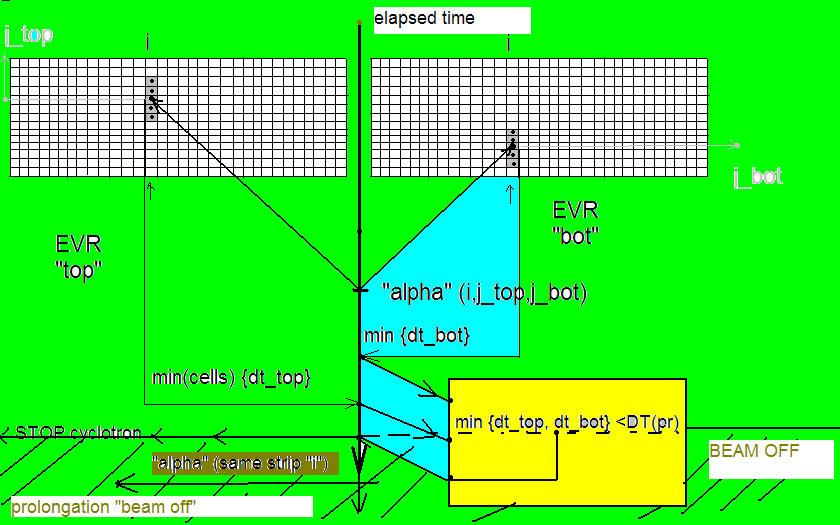 elapsed time
j_top
i
i
j_bot
EVR
"top"
EVR
"bot"
"alpha" (i,j_top,j_bot)
min {dt_bot}
min(cells) {dt_top}
min {dt_top, dt_bot} <DT(pr)
STOP cyclotron
BEAM OFF
"alpha" (same strip "i")
prolongation "beam off"